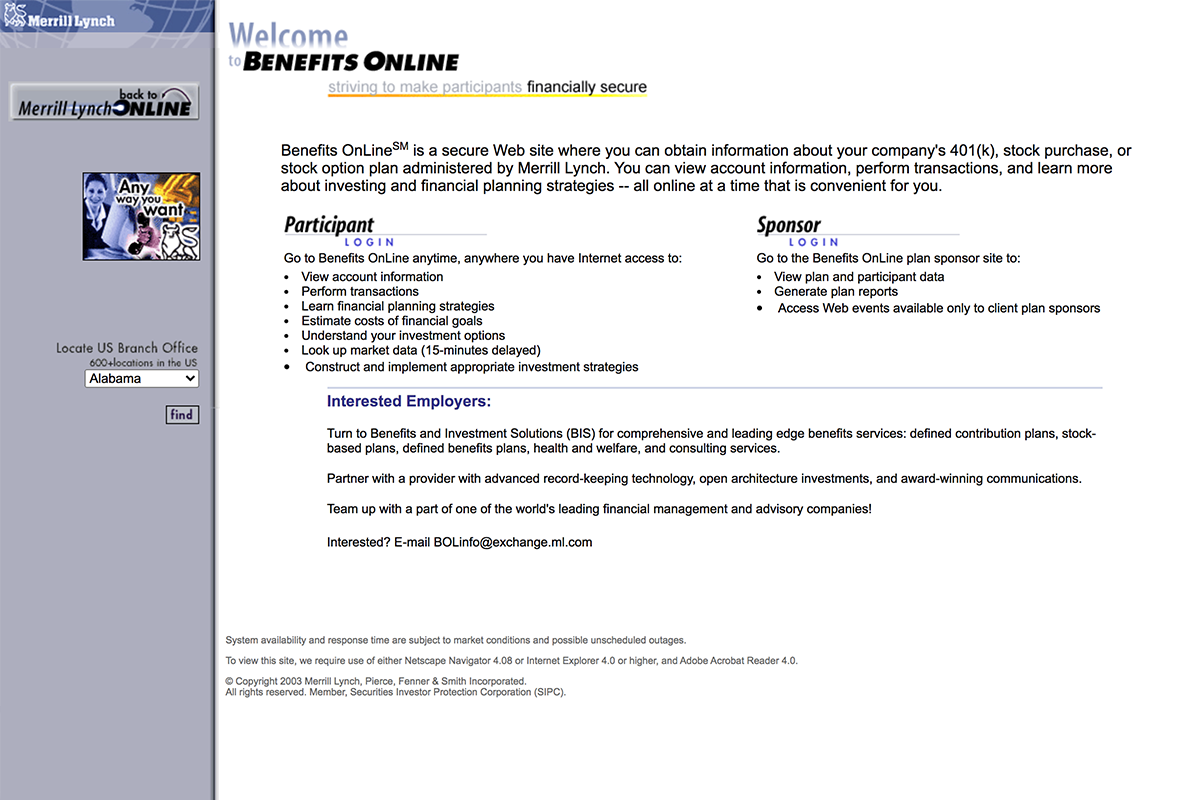 Merrill Lynch
back to
Merrill Lynch ONLINE
Any
way you
want
Locate US Branch Office
600+locations in the US
Alabama
find
Welcome
to BENEFITS ONLINE
striving to make participants financially secure
Benefits OnLineSM is a secure Web site where you can obtain information about your company's 401(k), stock purchase, or
stock option plan administered by Merrill Lynch. You can view account information, perform transactions, and learn more
about investing and financial planning strategies -- all online at a time that is convenient for you.
Participant
LOGIN
Go to Benefits OnLine anytime, anywhere you have Internet access to:
• View account information
• Perform transactions
• Learn financial planning strategies
• Estimate costs of financial goals
• Understand your investment options
• Look up market data (15-minutes delayed)
• Construct and implement appropriate investment strategies
Sponsor
LOGIN
Go to the Benefits OnLine plan sponsor site to:
• View plan and participant data
• Generate plan reports
• Access Web events available only to client plan sponsors
Interested Employers:
Turn to Benefits and Investment Solutions (BIS) for comprehensive and leading edge benefits services: defined contribution plans, stock-
based plans, defined benefits plans, health and welfare, and consulting services.
Partner with a provider with advanced record-keeping technology, open architecture investments, and award-winning communications.
Team up with a part of one of the world's leading financial management and advisory companies!
Interested? E-mail BOLinfo@exchange.ml.com
System availability and response time are subject to market conditions and possible unscheduled outages.
To view this site, we require use of either Netscape Navigator 4.08 or Internet Explorer 4.0 or higher, and Adobe Acrobat Reader 4.0.
© Copyright 2003 Merrill Lynch, Pierce, Fenner & Smith Incorporated.
All rights reserved. Member, Securities Investor Protection Corporation (SIPC).